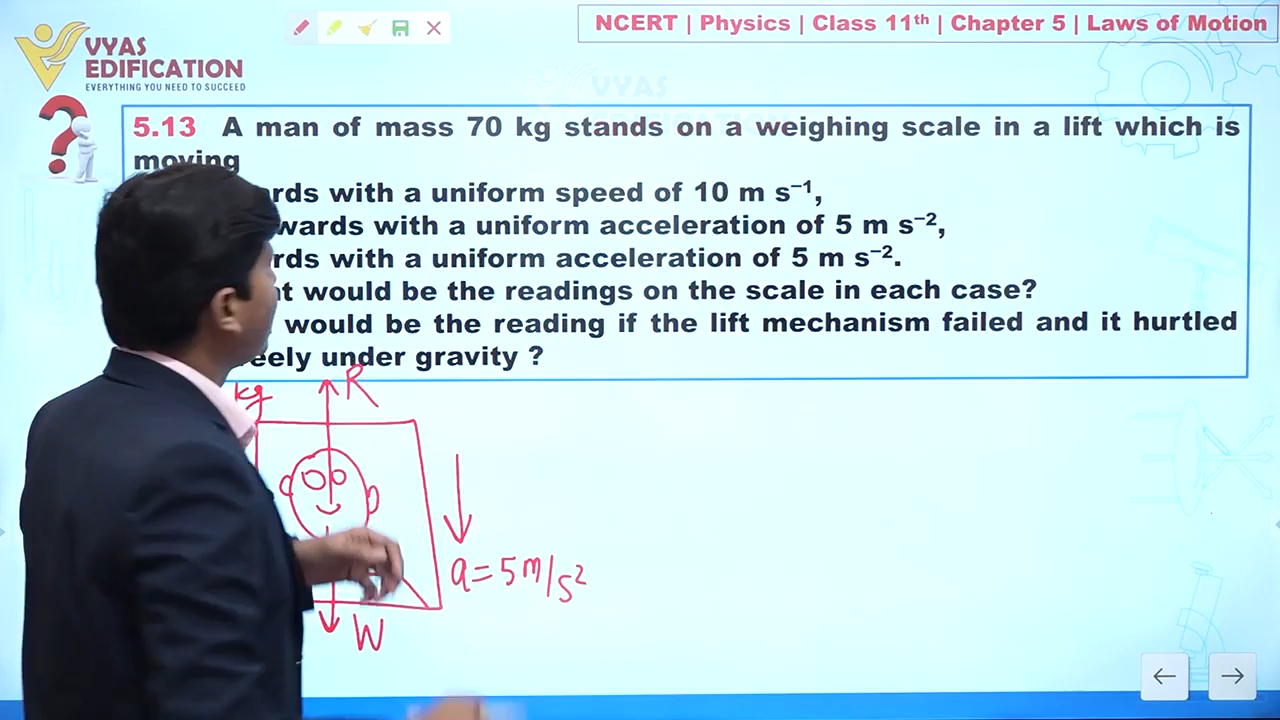 NCERT | Physics | Class 11th | Chapter 5 | Laws of Motion
VYAS
EDIFICATION
EVERYTHING YOU NEED TO SUCCEED
VYAS
5.13 A man of mass 70 kg stands on a weighing scale in a lift which is
moving
rds with a uniform speed of 10 m s⁻¹,
wards with a uniform acceleration of 5 m s⁻²,
rds with a uniform acceleration of 5 m s⁻².
would be the readings on the scale in each case?
would be the reading if the lift mechanism failed and it hurtled
eely under gravity ?
kg
R
a = 5 m/s²
W